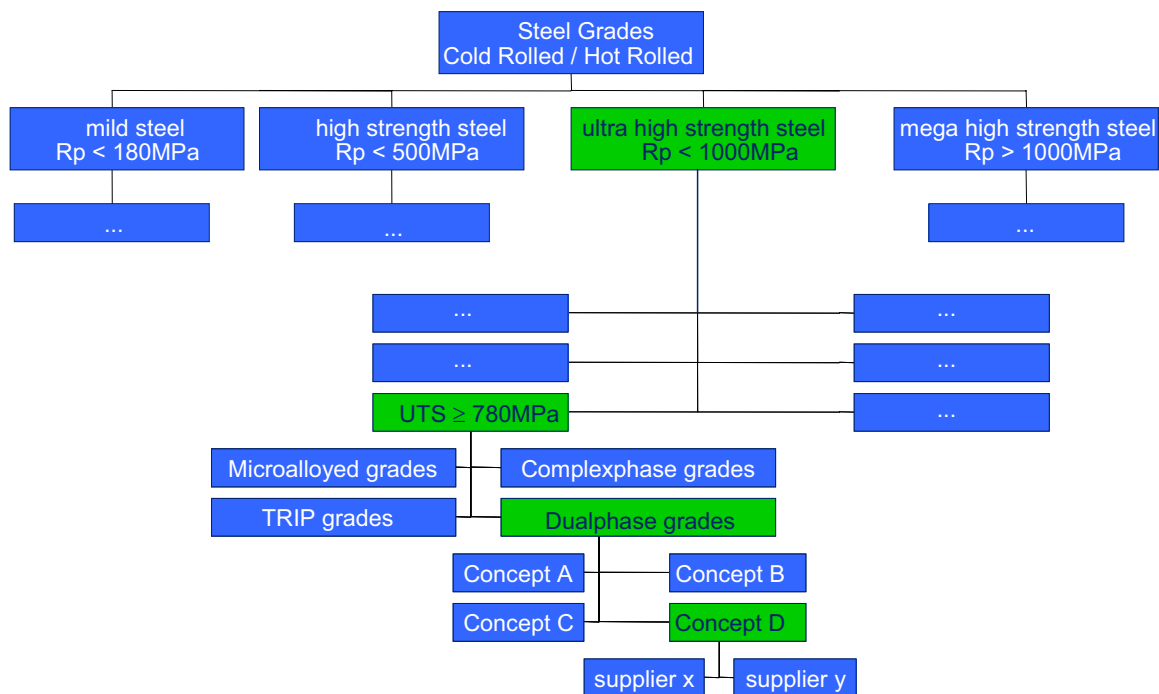 Steel Grades
Cold Rolled / Hot Rolled
mild steel
Rp < 180MPa
high strength steel
Rp < 500MPa
ultra high strength steel
Rp < 1000MPa
mega high strength steel
Rp > 1000MPa
...
...
...
...
...
...
...
UTS ≥ 780MPa
...
Microalloyed grades
Complexphase grades
TRIP grades
Dualphase grades
Concept A
Concept B
Concept C
Concept D
supplier x
supplier y